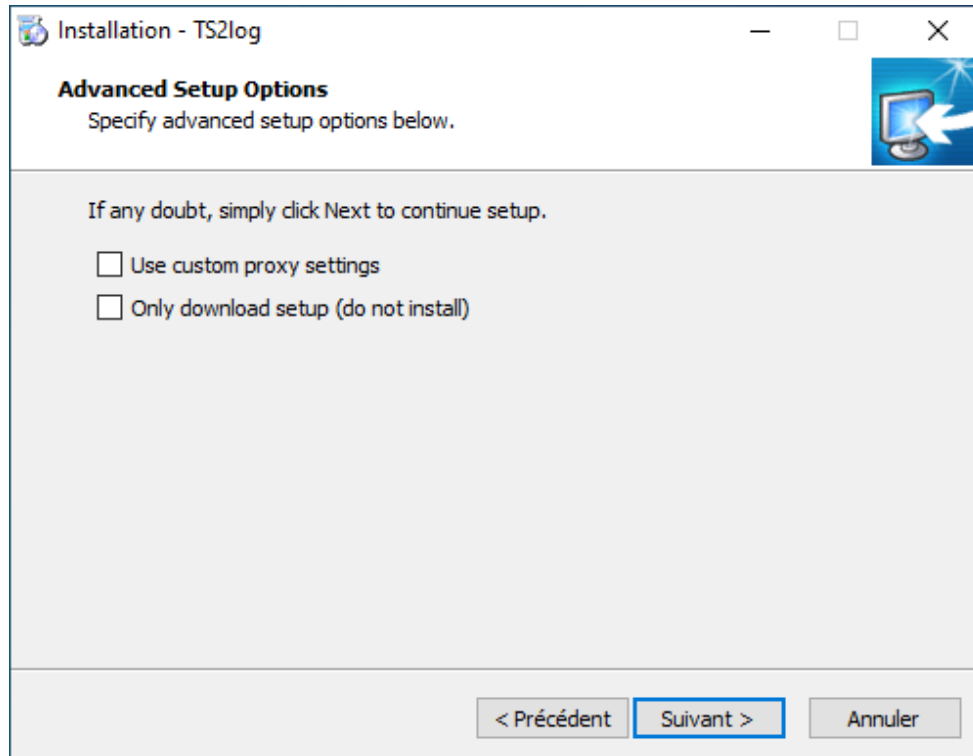 Installation - TS2log
Advanced Setup Options
Specify advanced setup options below.
If any doubt, simply click Next to continue setup.
Use custom proxy settings
Only download setup (do not install)
< Précédent
Suivant >
Annuler